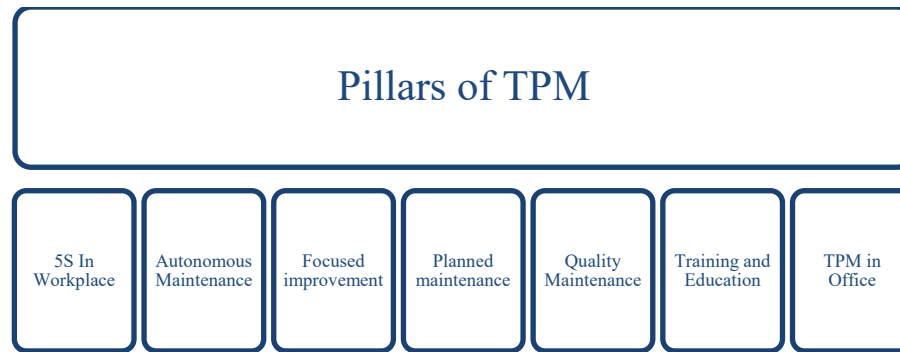 Pillars of TPM
5S In
Workplace
Autonomous
Maintenance
Focused
improvement
Planned
maintenance
Quality
Maintenance
Training and
Education
TPM in
Office